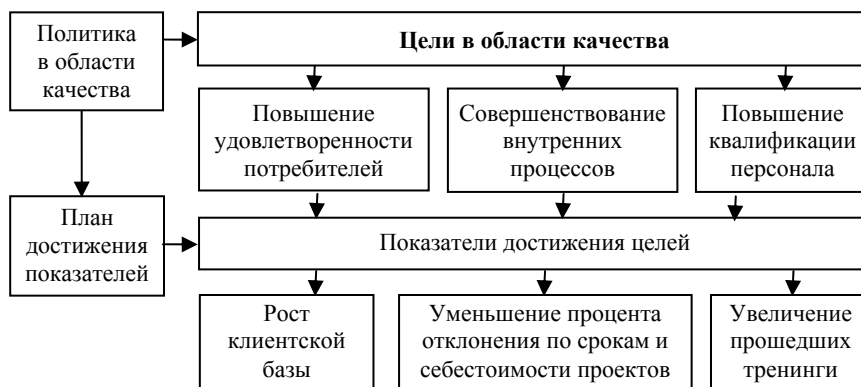 Политика
в области
качества
Цели в области качества
Повышение
удовлетворенности
потребителей
Совершенствование
внутренних
процессов
Повышение
квалификации
персонала
План
достижения
показателей
Показатели достижения целей
Рост
клиентской
базы
Уменьшение процента
отклонения по срокам и
себестоимости проектов
Увеличение
прошедших
тренинги